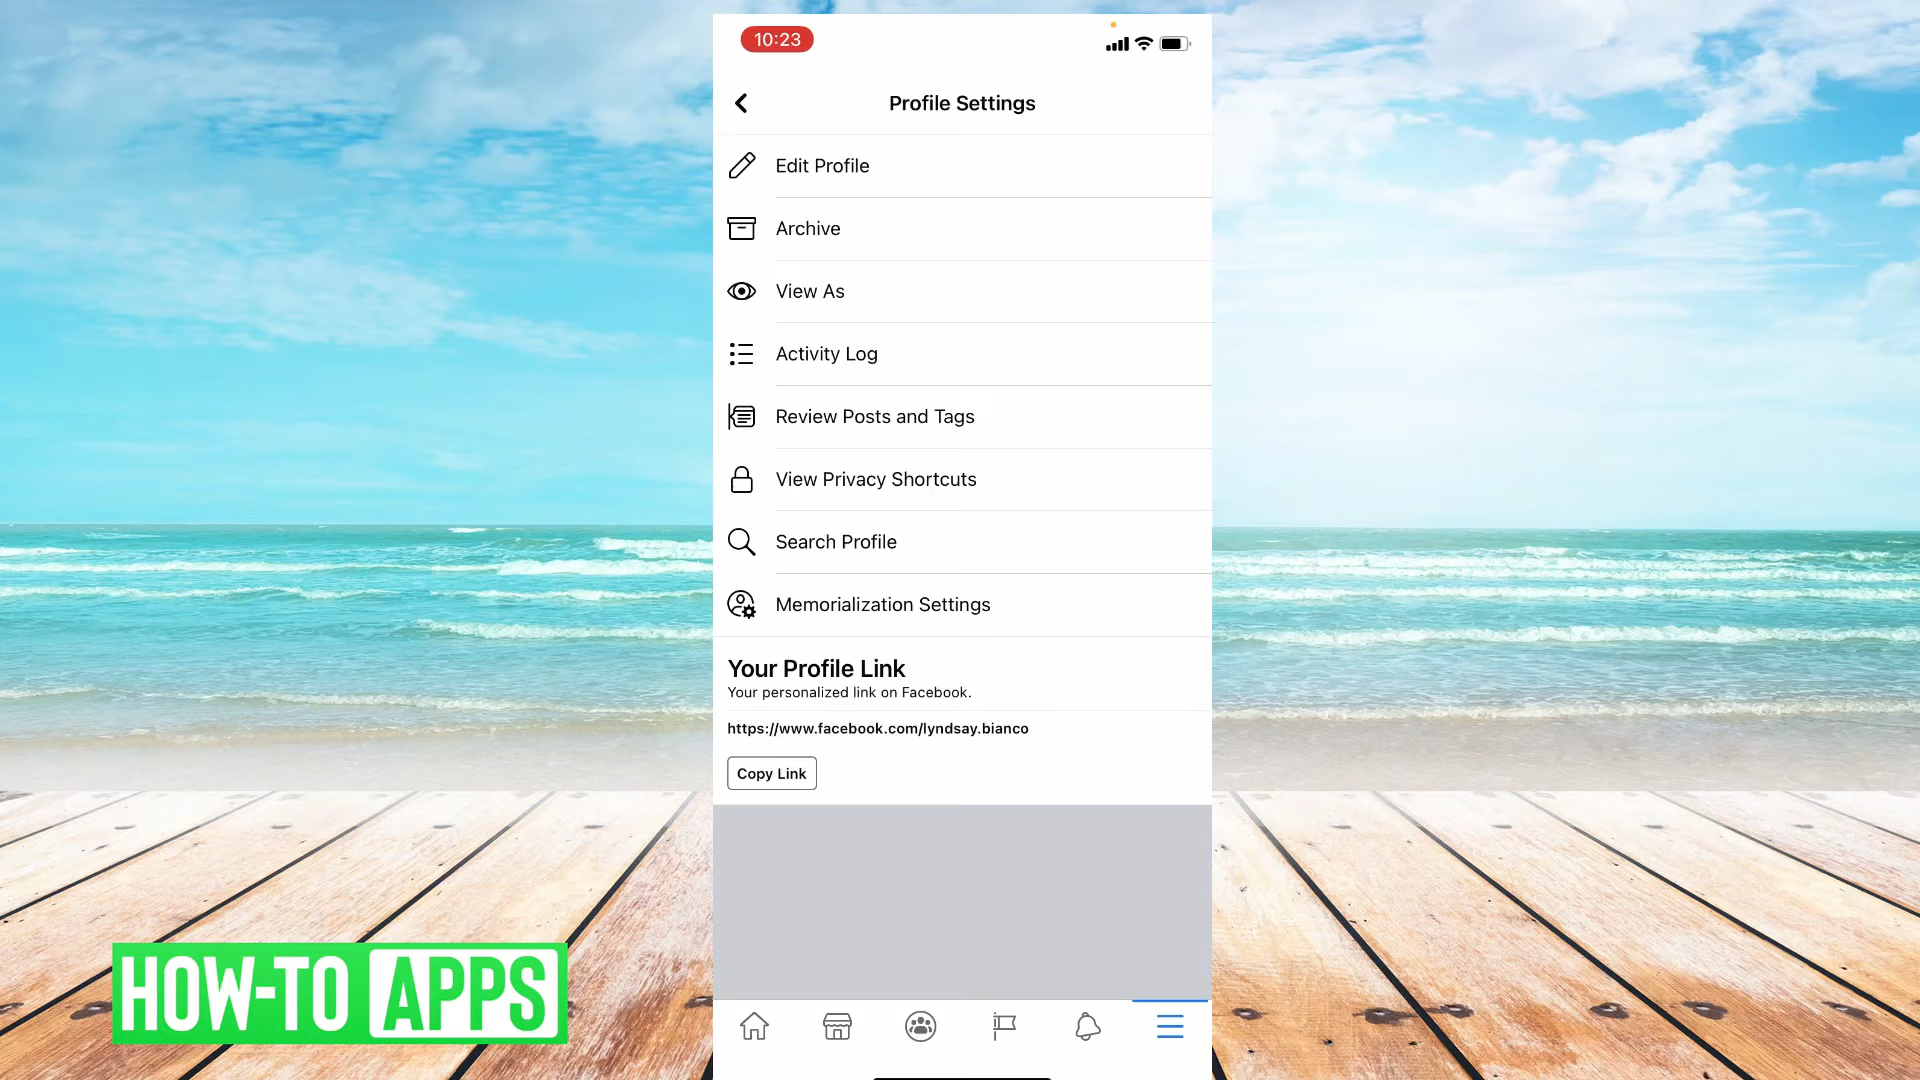 10:23
Profile Settings
Edit Profile
Archive
View As
Activity Log
Review Posts and Tags
View Privacy Shortcuts
Search Profile
Memorialization Settings
Your Profile Link
Your personalized link on Facebook.
https://www.facebook.com/lyndsay.bianco
Copy Link
HOW-TO APPS